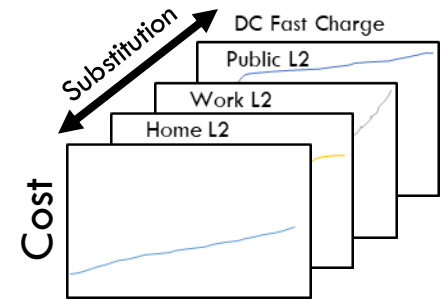 Substitution
DC Fast Charge
Public L2
Work L2
Home L2
Cost